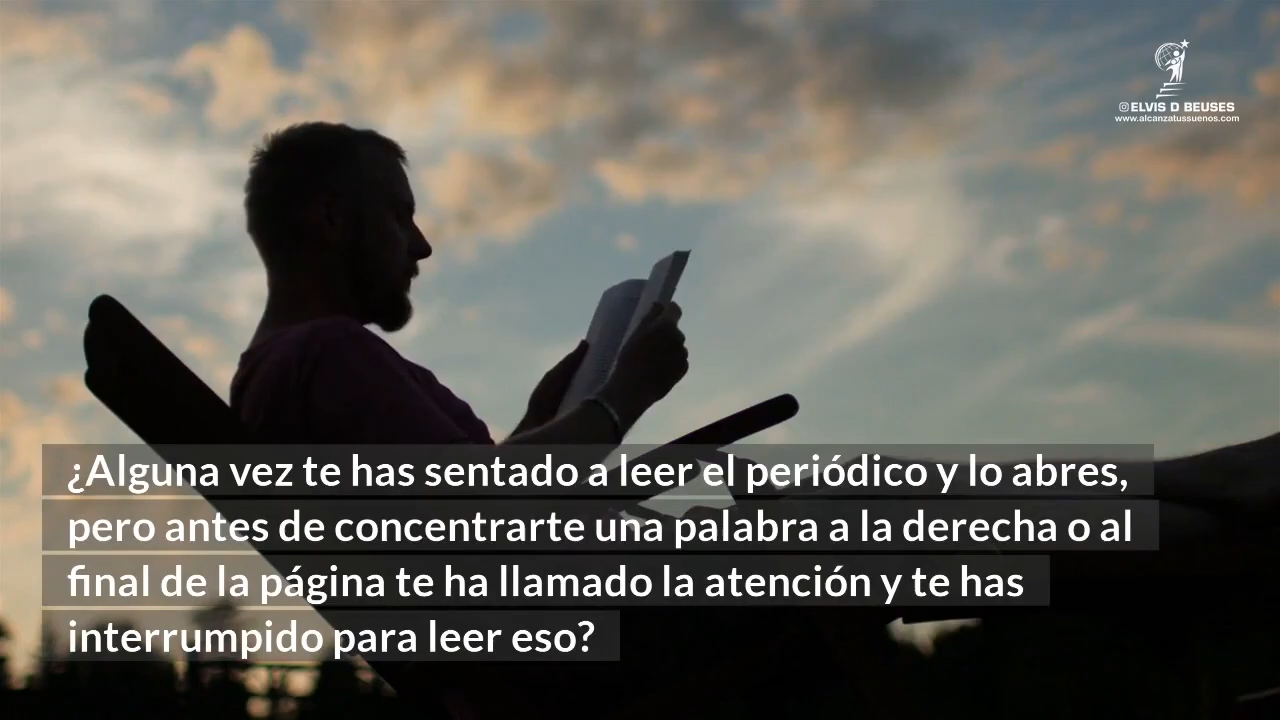 ELVIS D BEUSES
www.alcanzatussuenos.com
¿Alguna vez te has sentado a leer el periódico y lo abres,
pero antes de concentrarte una palabra a la derecha o al
final de la página te ha llamado la atención y te has
interrumpido para leer eso?